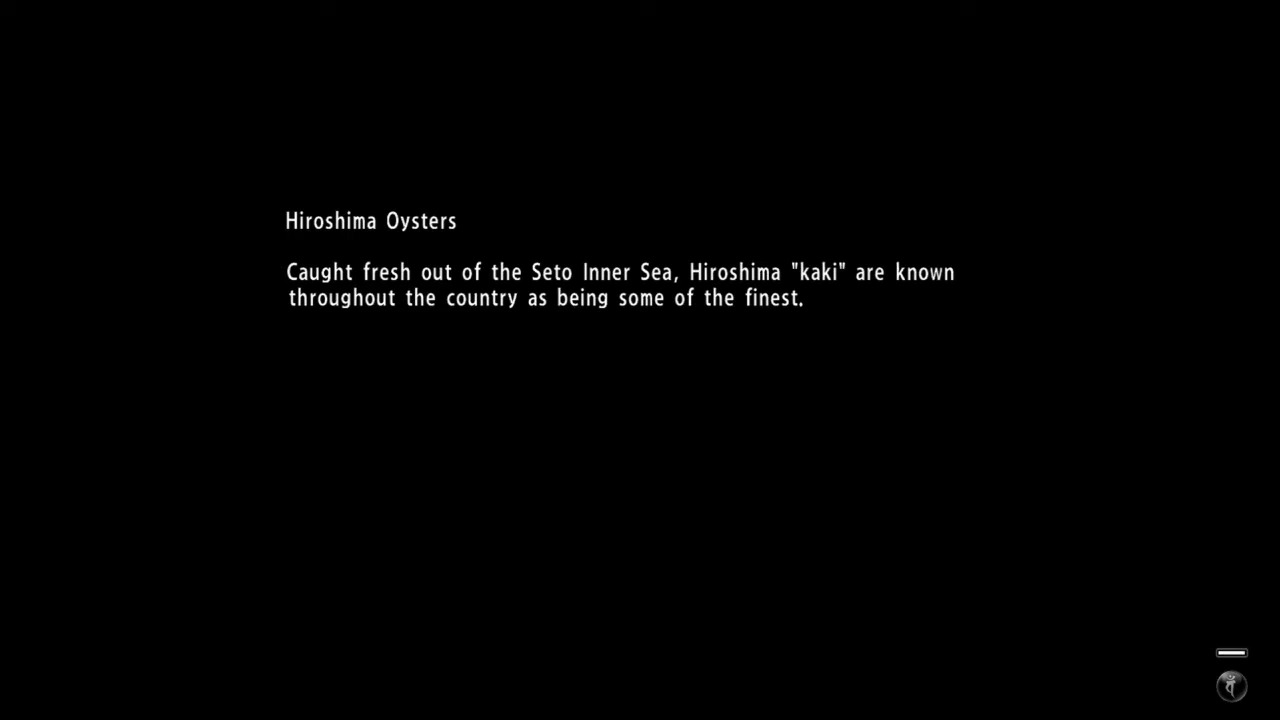 Hiroshima Oysters
Caught fresh out of the Seto Inner Sea, Hiroshima "kaki" are known
throughout the country as being some of the finest.